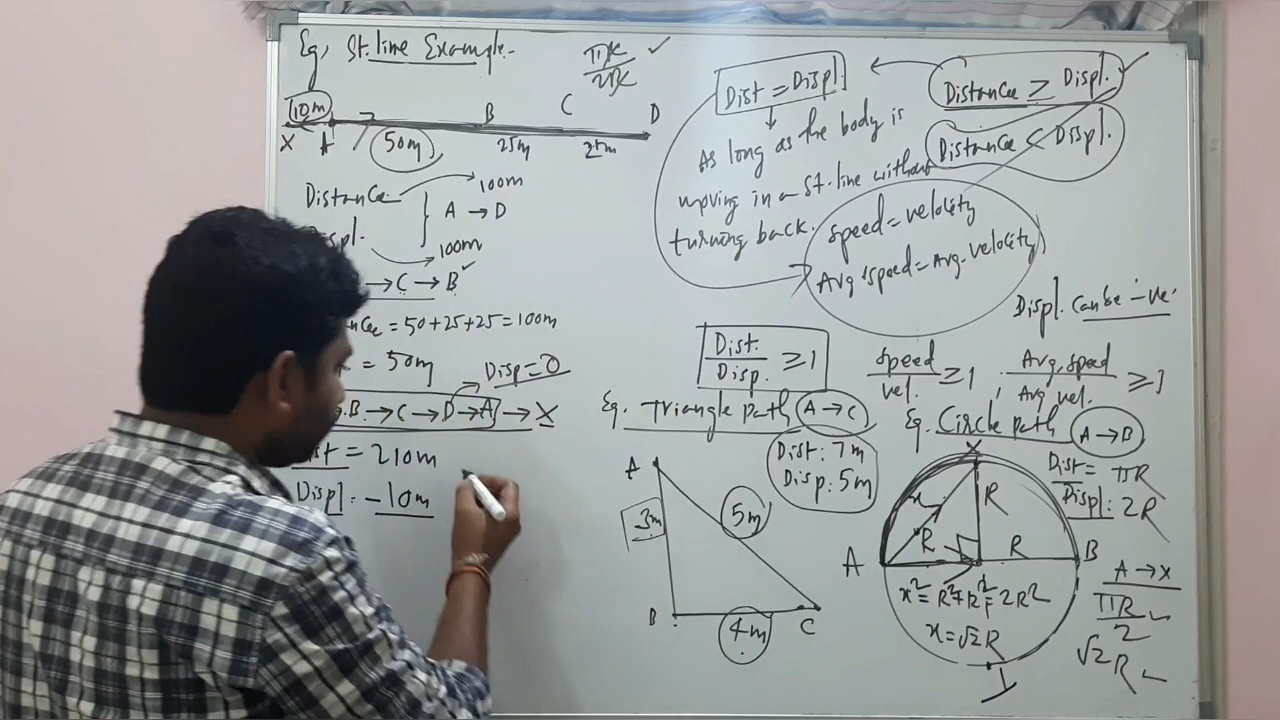 Eg, St. line Example.
πR
2R
10m
X A B C D
50m 25m 25m
Distance 100m
A → D
Displ. 100m
→ C → B
= 50+25+25=100m
= 50m Disp=0
B → C → D → A → X
= 210m
Displ: -10m
Dist = Displ.
As long as the body is
moving in a St. line without
turning back.
Distance ≥ Displ.
Distance < Displ.
speed = velocity
Avg. speed = Avg. velocity
Displ. can be -ve.
Dist. / Disp. ≥ 1
speed / vel. ≥ 1 , Avg. speed / Avg. vel. ≥ 1
Eg. Triangle path A → C
Dist: 7m
Disp: 5m
A
3m 5m
B 4m C
Eg. Circle path A → B
Dist = πR
Displ: 2R
X
x R
A R R B
x² = R² + R² = 2R²
x = √2 R
Y
A → X
πR
2
√2 R